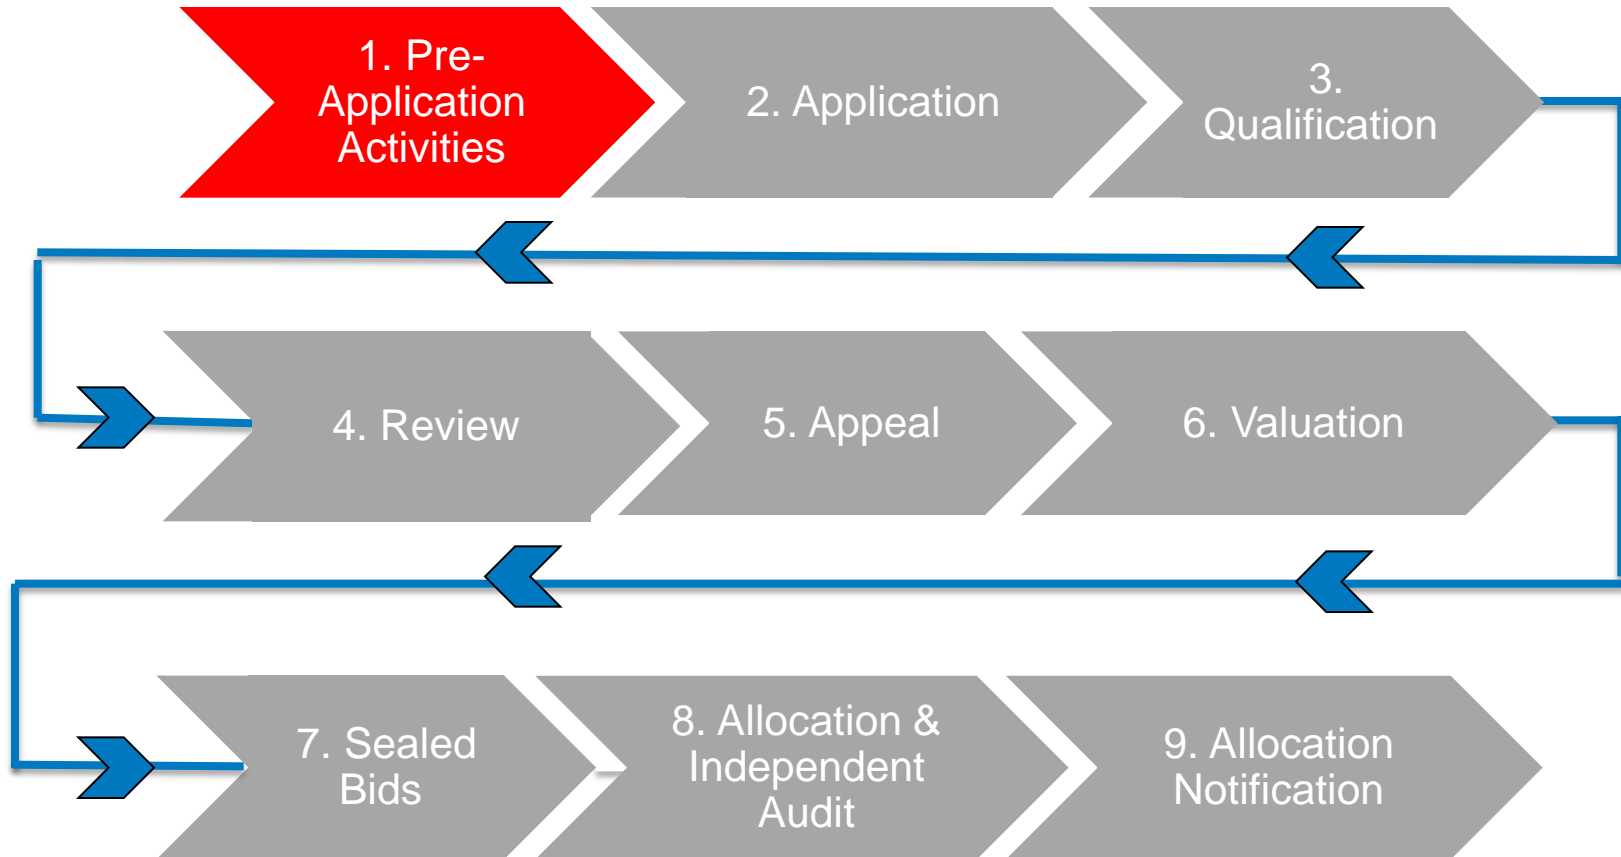 1. Pre-
Application
Activities
2. Application
3.
Qualification
4. Review
5. Appeal
6. Valuation
7. Sealed
Bids
8. Allocation &
Independent
Audit
9. Allocation
Notification